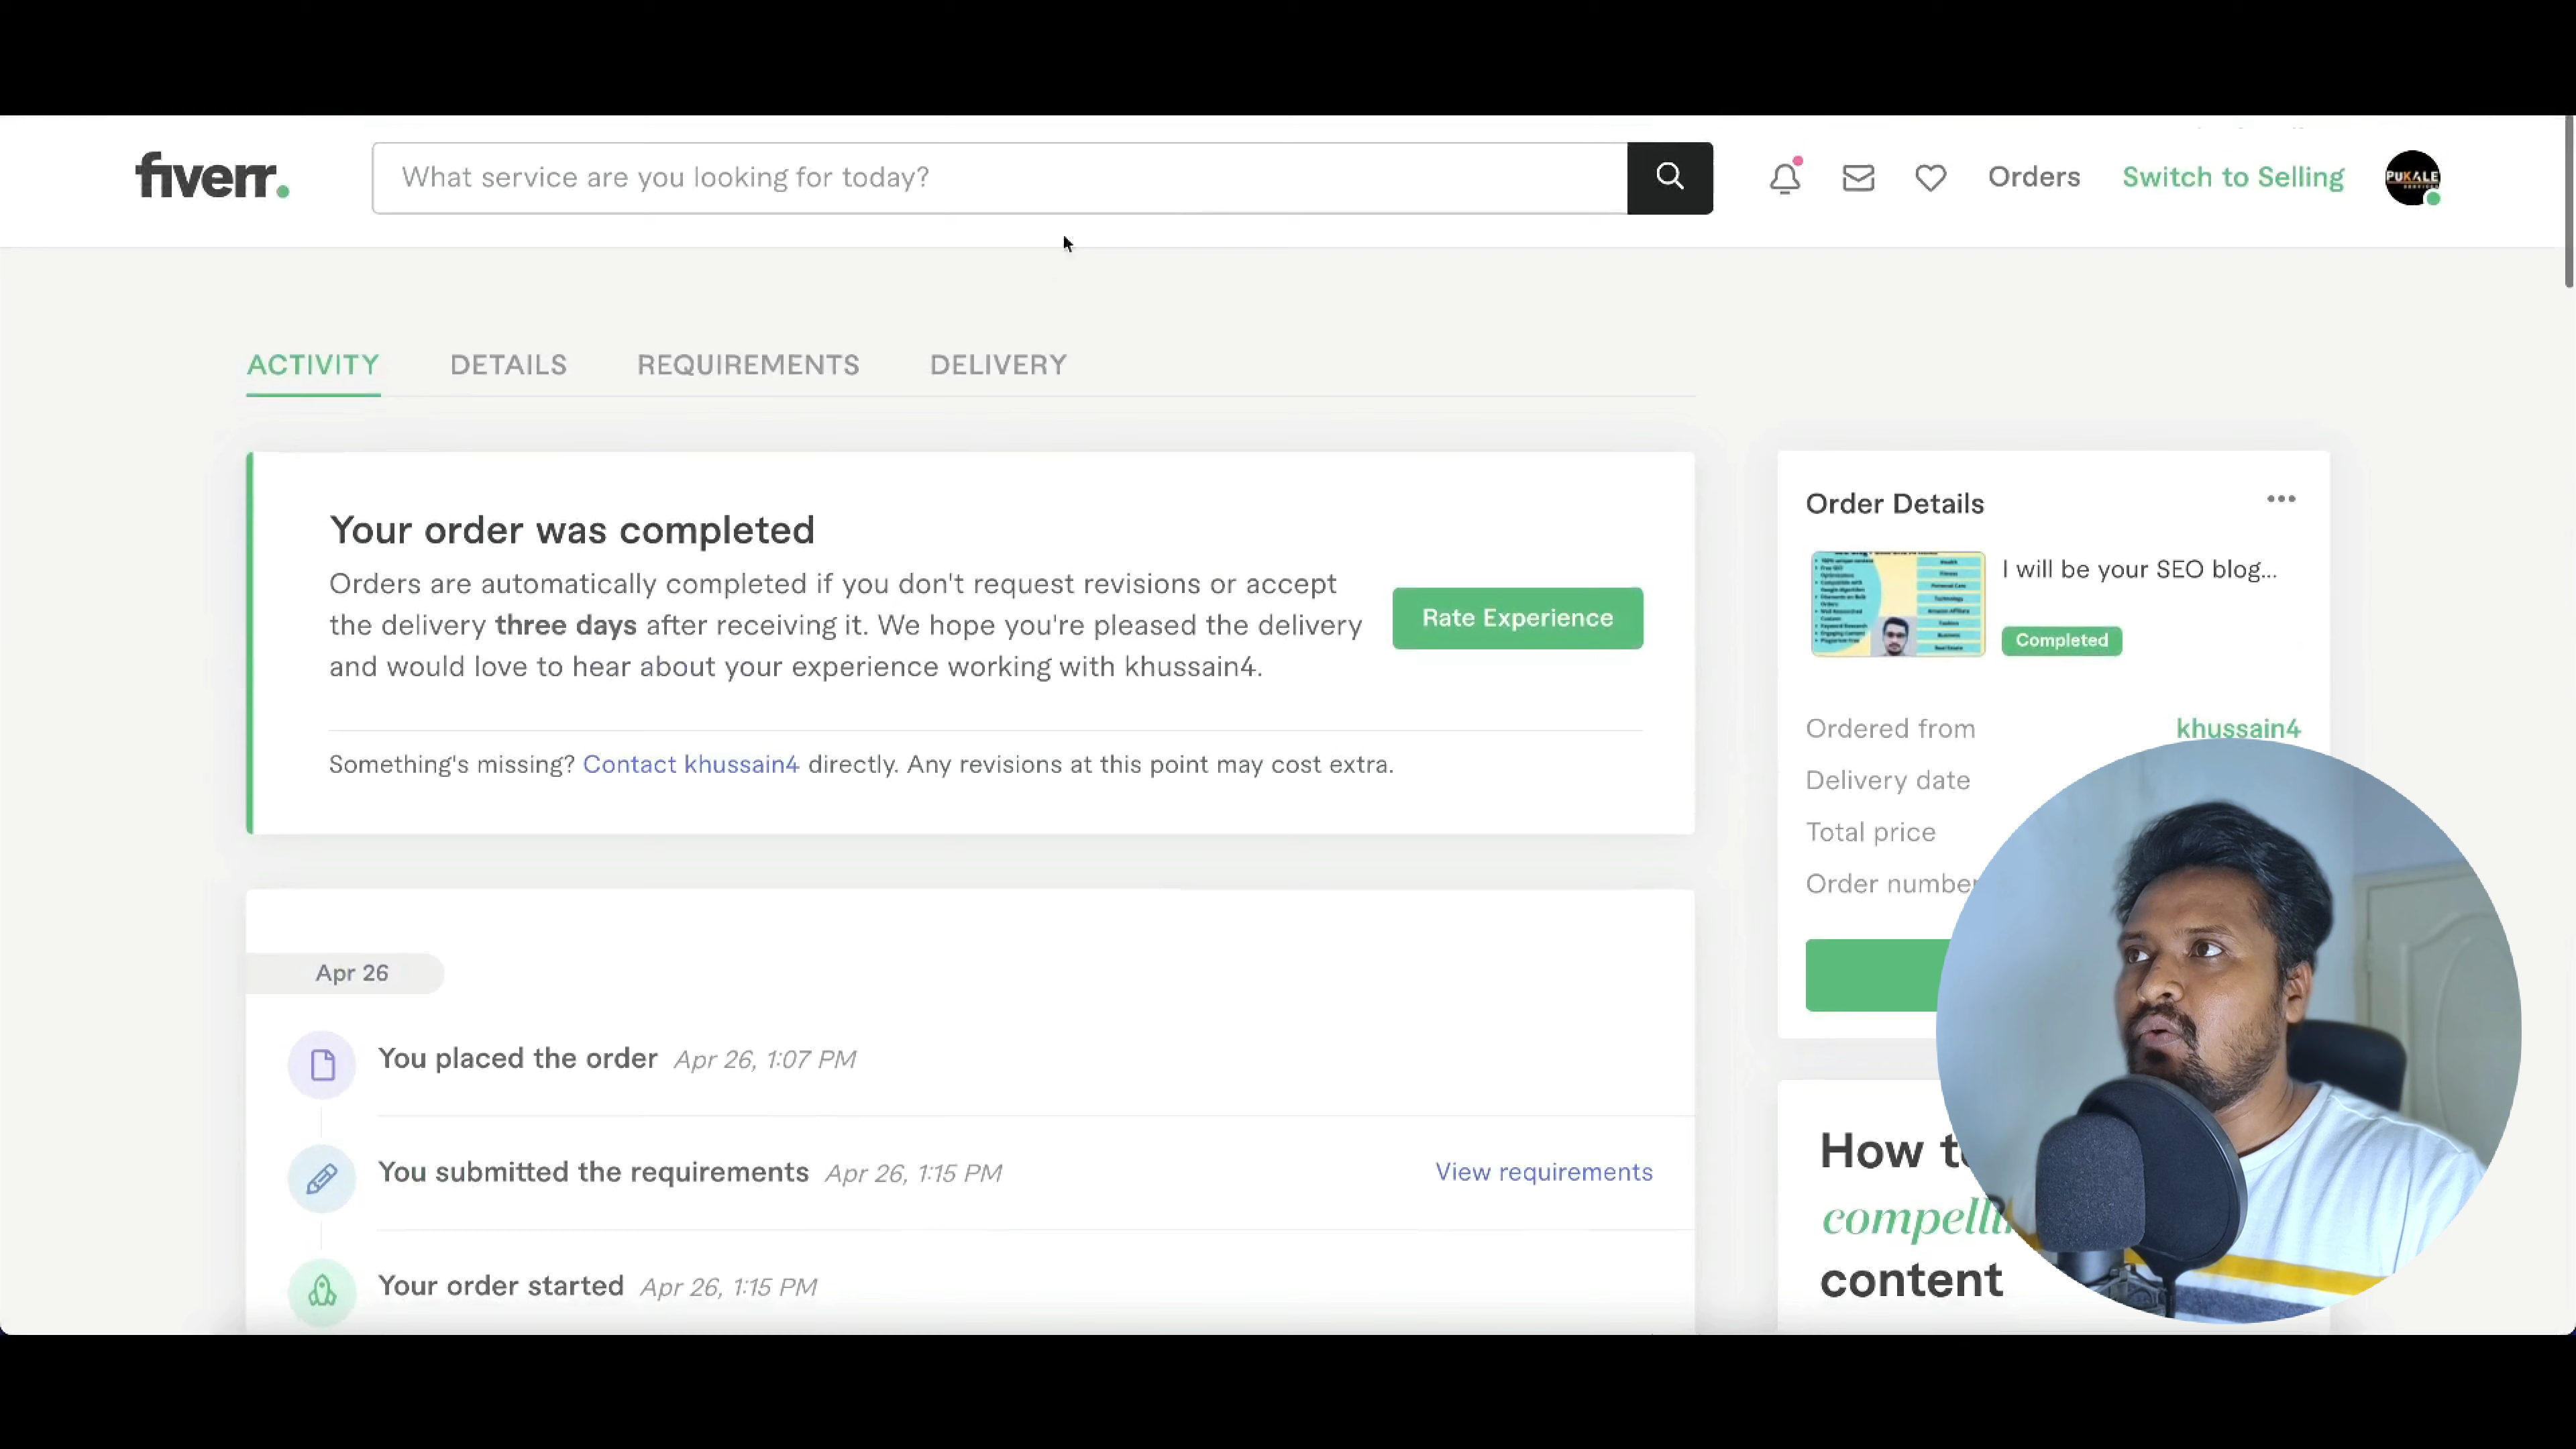 fiverr.
What service are you looking for today?
Orders
Switch to Selling
PUKALE
ACTIVITY
DETAILS
REQUIREMENTS
DELIVERY
Your order was completed
Orders are automatically completed if you don't request revisions or accept
the delivery three days after receiving it. We hope you're pleased the delivery
and would love to hear about your experience working with khussain4.
Rate Experience
Something's missing? Contact khussain4 directly. Any revisions at this point may cost extra.
Apr 26
You placed the order Apr 26, 1:07 PM
You submitted the requirements Apr 26, 1:15 PM
View requirements
Your order started Apr 26, 1:15 PM
Order Details
I will be your SEO blog...
Completed
Ordered from
khussain4
Delivery date
Total price
Order number
How
content